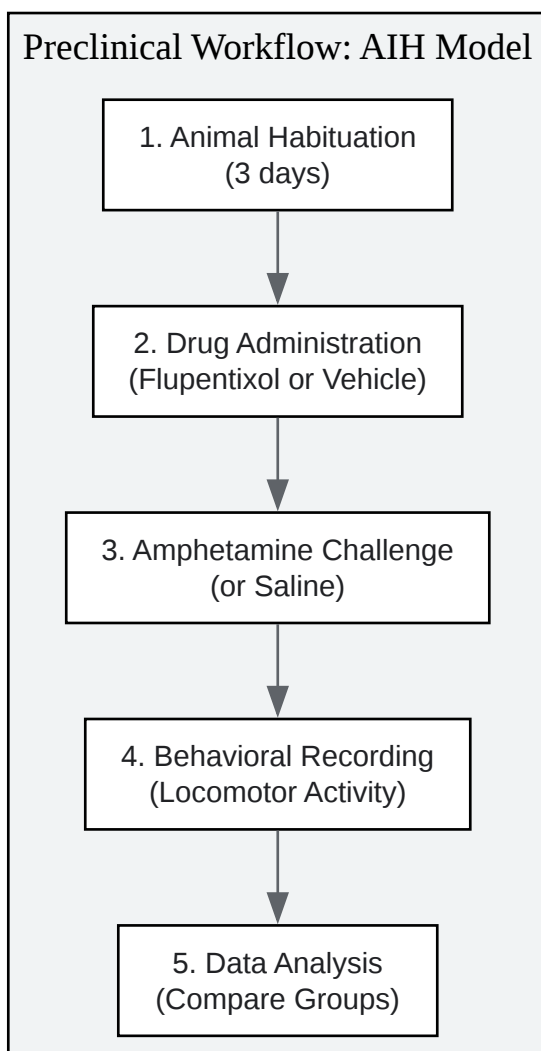 Preclinical Workflow: AIH Model
1. Animal Habituation
(3 days)
2. Drug Administration
(Flupentixol or Vehicle)
3. Amphetamine Challenge
(or Saline)
4. Behavioral Recording
(Locomotor Activity)
5. Data Analysis
(Compare Groups)